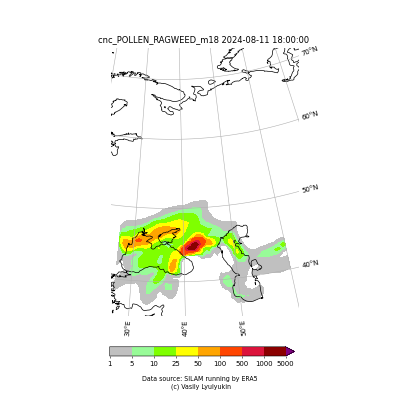 cnc_POLLEN_RAGWEED_m18 2024-08-11 18:00:00
70°N
60°N
50°N
40°N
30°E 40°E 50°E
1 5 10 25 50 100 500 1000 5000
Data source: SILAM running by ERA5
(c) Vasily Lyulyukin